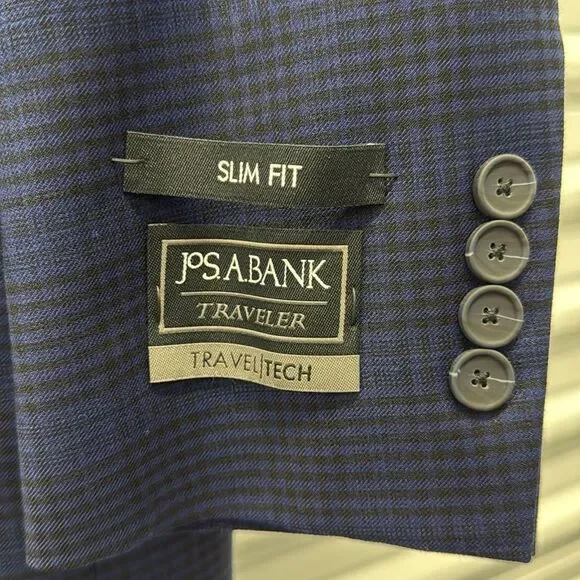 SLIM FIT
JOS. A. BANK
TRAVELER
TRAVEL|TECH